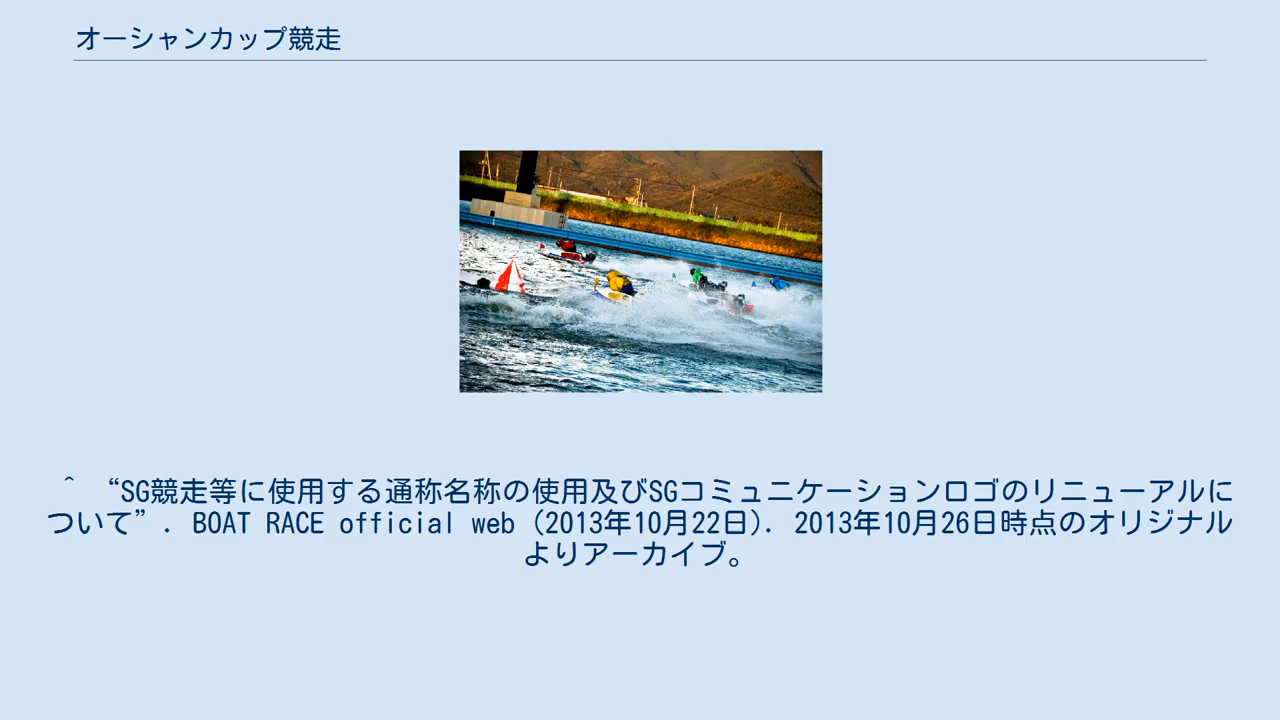 オーシャンカップ競走
^ “SG競走等に使用する通称名称の使用及びSGコミュニケーションロゴのリニューアルに
ついて”. BOAT RACE official web (2013年10月22日). 2013年10月26日時点のオリジナル
よりアーカイブ。